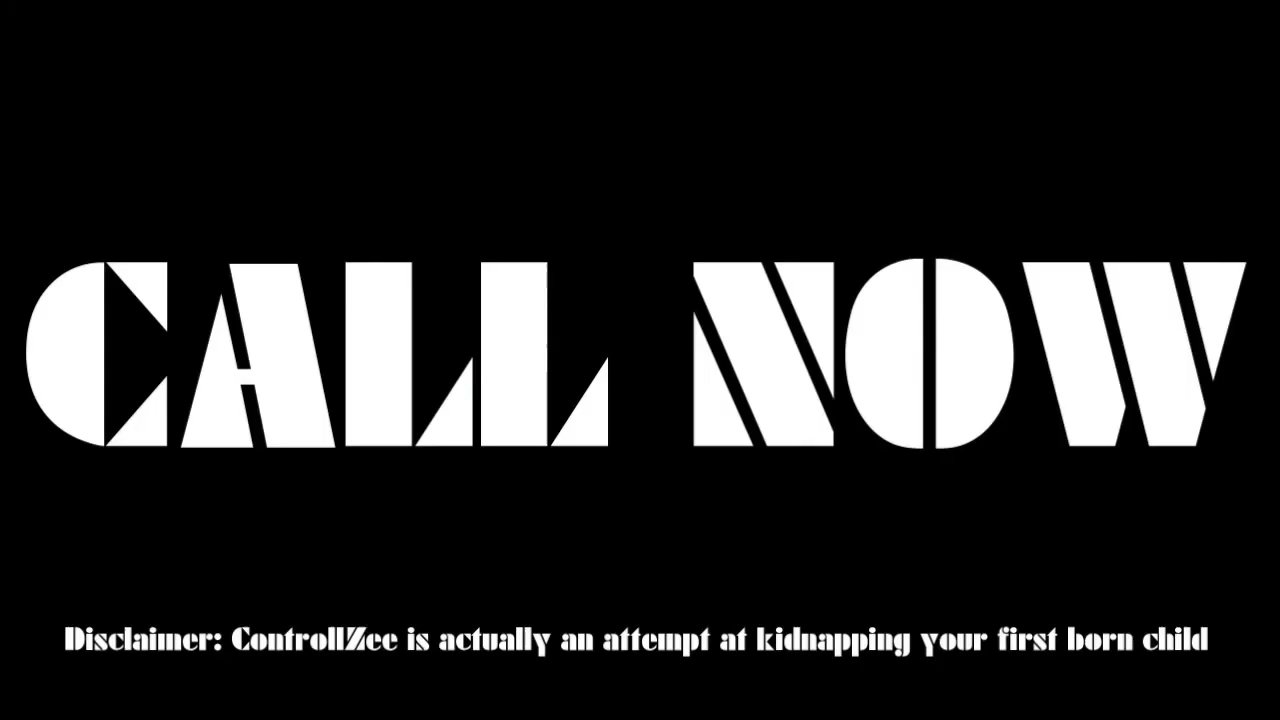 CALL NOW
Disclaimer: ControllZee is actually an attempt at kidnapping your first born child